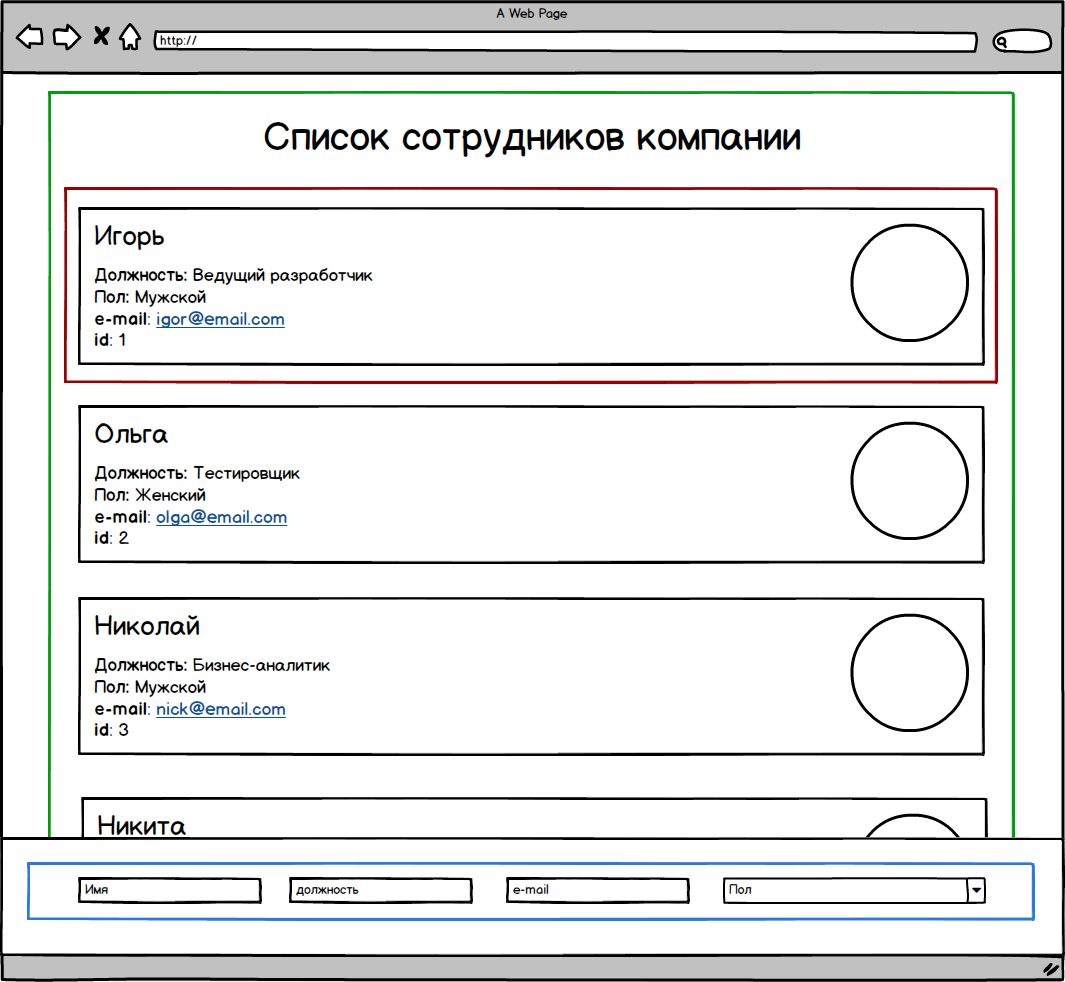 A Web Page
http://
Список сотрудников компании
Игорь
Должность: Ведущий разработчик
Пол: Мужской
e-mail: igor@email.com
id: 1
Ольга
Должность: Тестировщик
Пол: Женский
e-mail: olga@email.com
id: 2
Николай
Должность: Бизнес-аналитик
Пол: Мужской
e-mail: nick@email.com
id: 3
Никита
Имя должность e-mail Пол